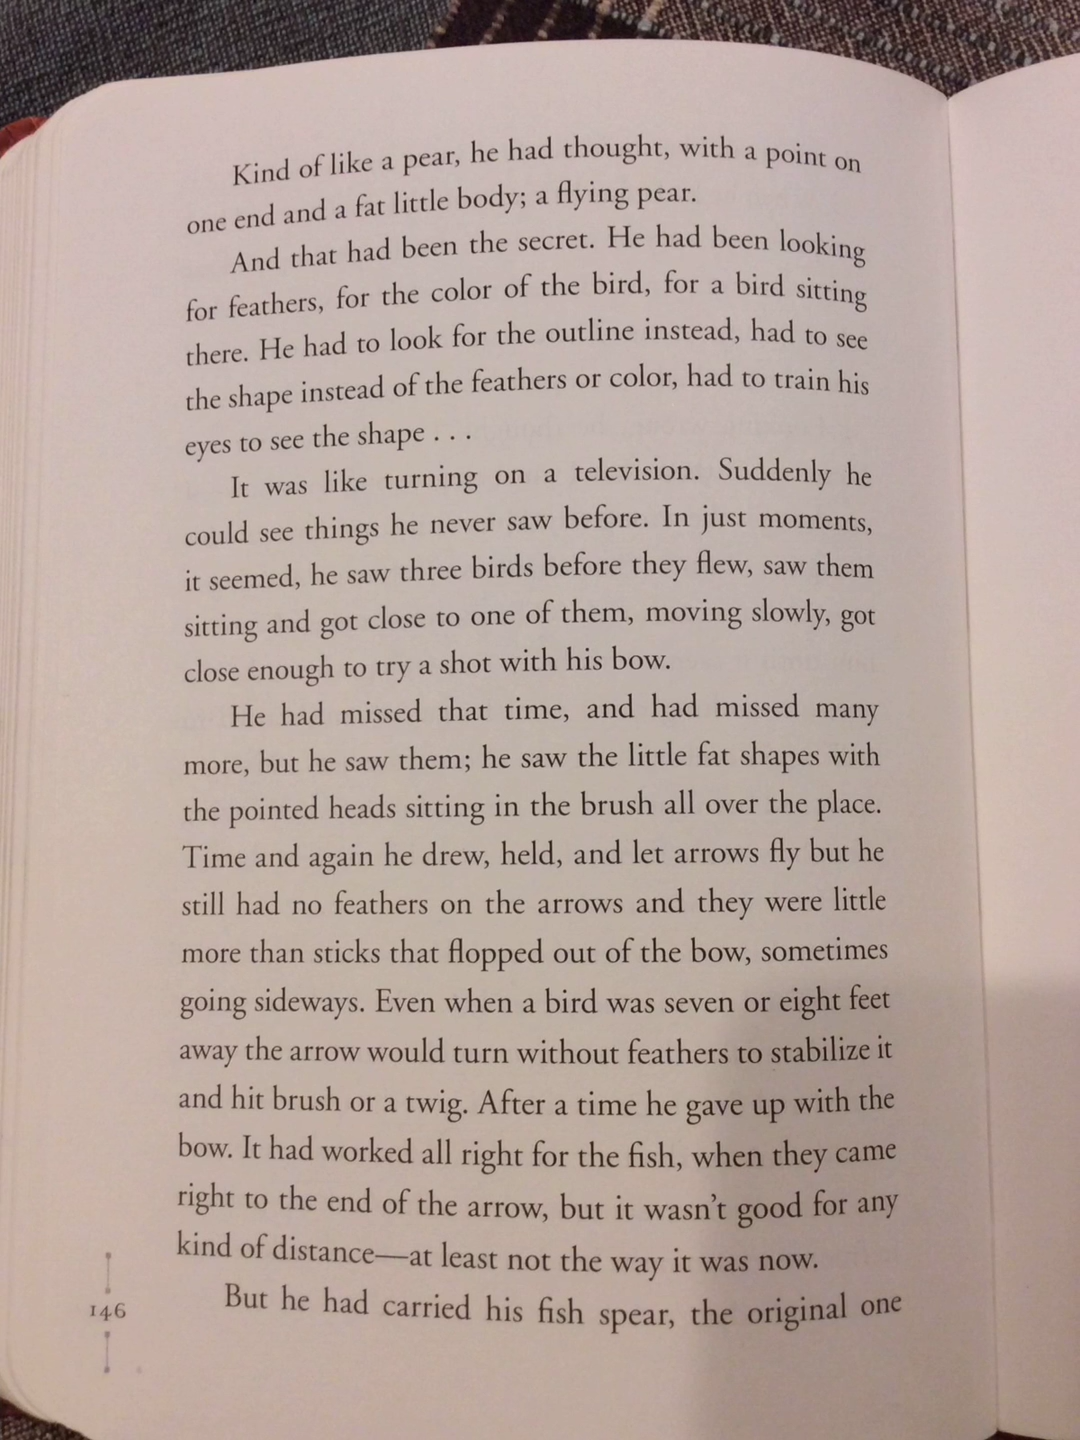 Kind of like a pear, he had thought, with a point on
one end and a fat little body; a flying pear.
And that had been the secret. He had been looking
for feathers, for the color of the bird, for a bird sitting
there. He had to look for the outline instead, had to see
the shape instead of the feathers or color, had to train his
eyes to see the shape . . .
It was like turning on a television. Suddenly he
could see things he never saw before. In just moments,
it seemed, he saw three birds before they flew, saw them
sitting and got close to one of them, moving slowly, got
close enough to try a shot with his bow.
He had missed that time, and had missed many
more, but he saw them; he saw the little fat shapes with
the pointed heads sitting in the brush all over the place.
Time and again he drew, held, and let arrows fly but he
still had no feathers on the arrows and they were little
more than sticks that flopped out of the bow, sometimes
going sideways. Even when a bird was seven or eight feet
away the arrow would turn without feathers to stabilize it
and hit brush or a twig. After a time he gave up with the
bow. It had worked all right for the fish, when they came
right to the end of the arrow, but it wasn't good for any
kind of distance—at least not the way it was now.
But he had carried his fish spear, the original one
146